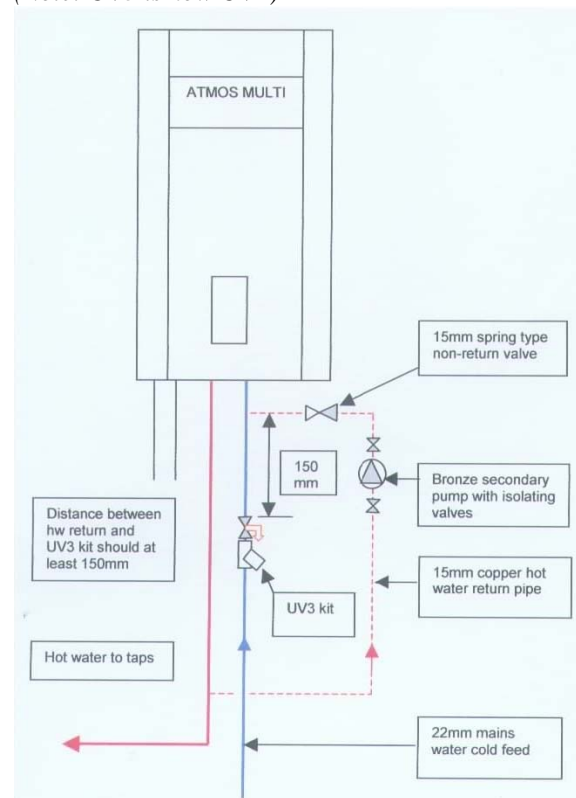 ATMOS MULTI
15mm spring type
non-return valve
150
mm
Bronze secondary
pump with isolating
valves
Distance between
hw return and
UV3 kit should at
least 150mm
UV3 kit
15mm copper hot
water return pipe
Hot water to taps
22mm mains
water cold feed